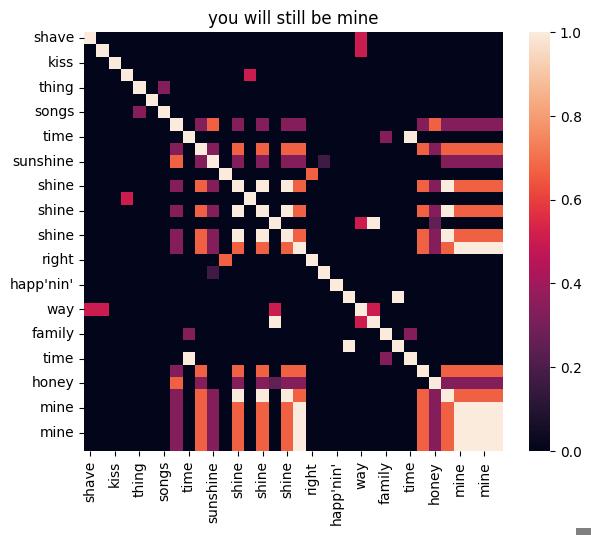 you will still be mine
shave
kiss
thing
songs
time
sunshine
shine
shine
shine
right
happ'nin'
way
family
time
honey
mine
mine
1.0
0.8
0.6
0.4
0.2
0.0
shave
kiss
thing
songs
time
sunshine
shine
shine
shine
right
happ'nin'
way
family
time
honey
mine
mine